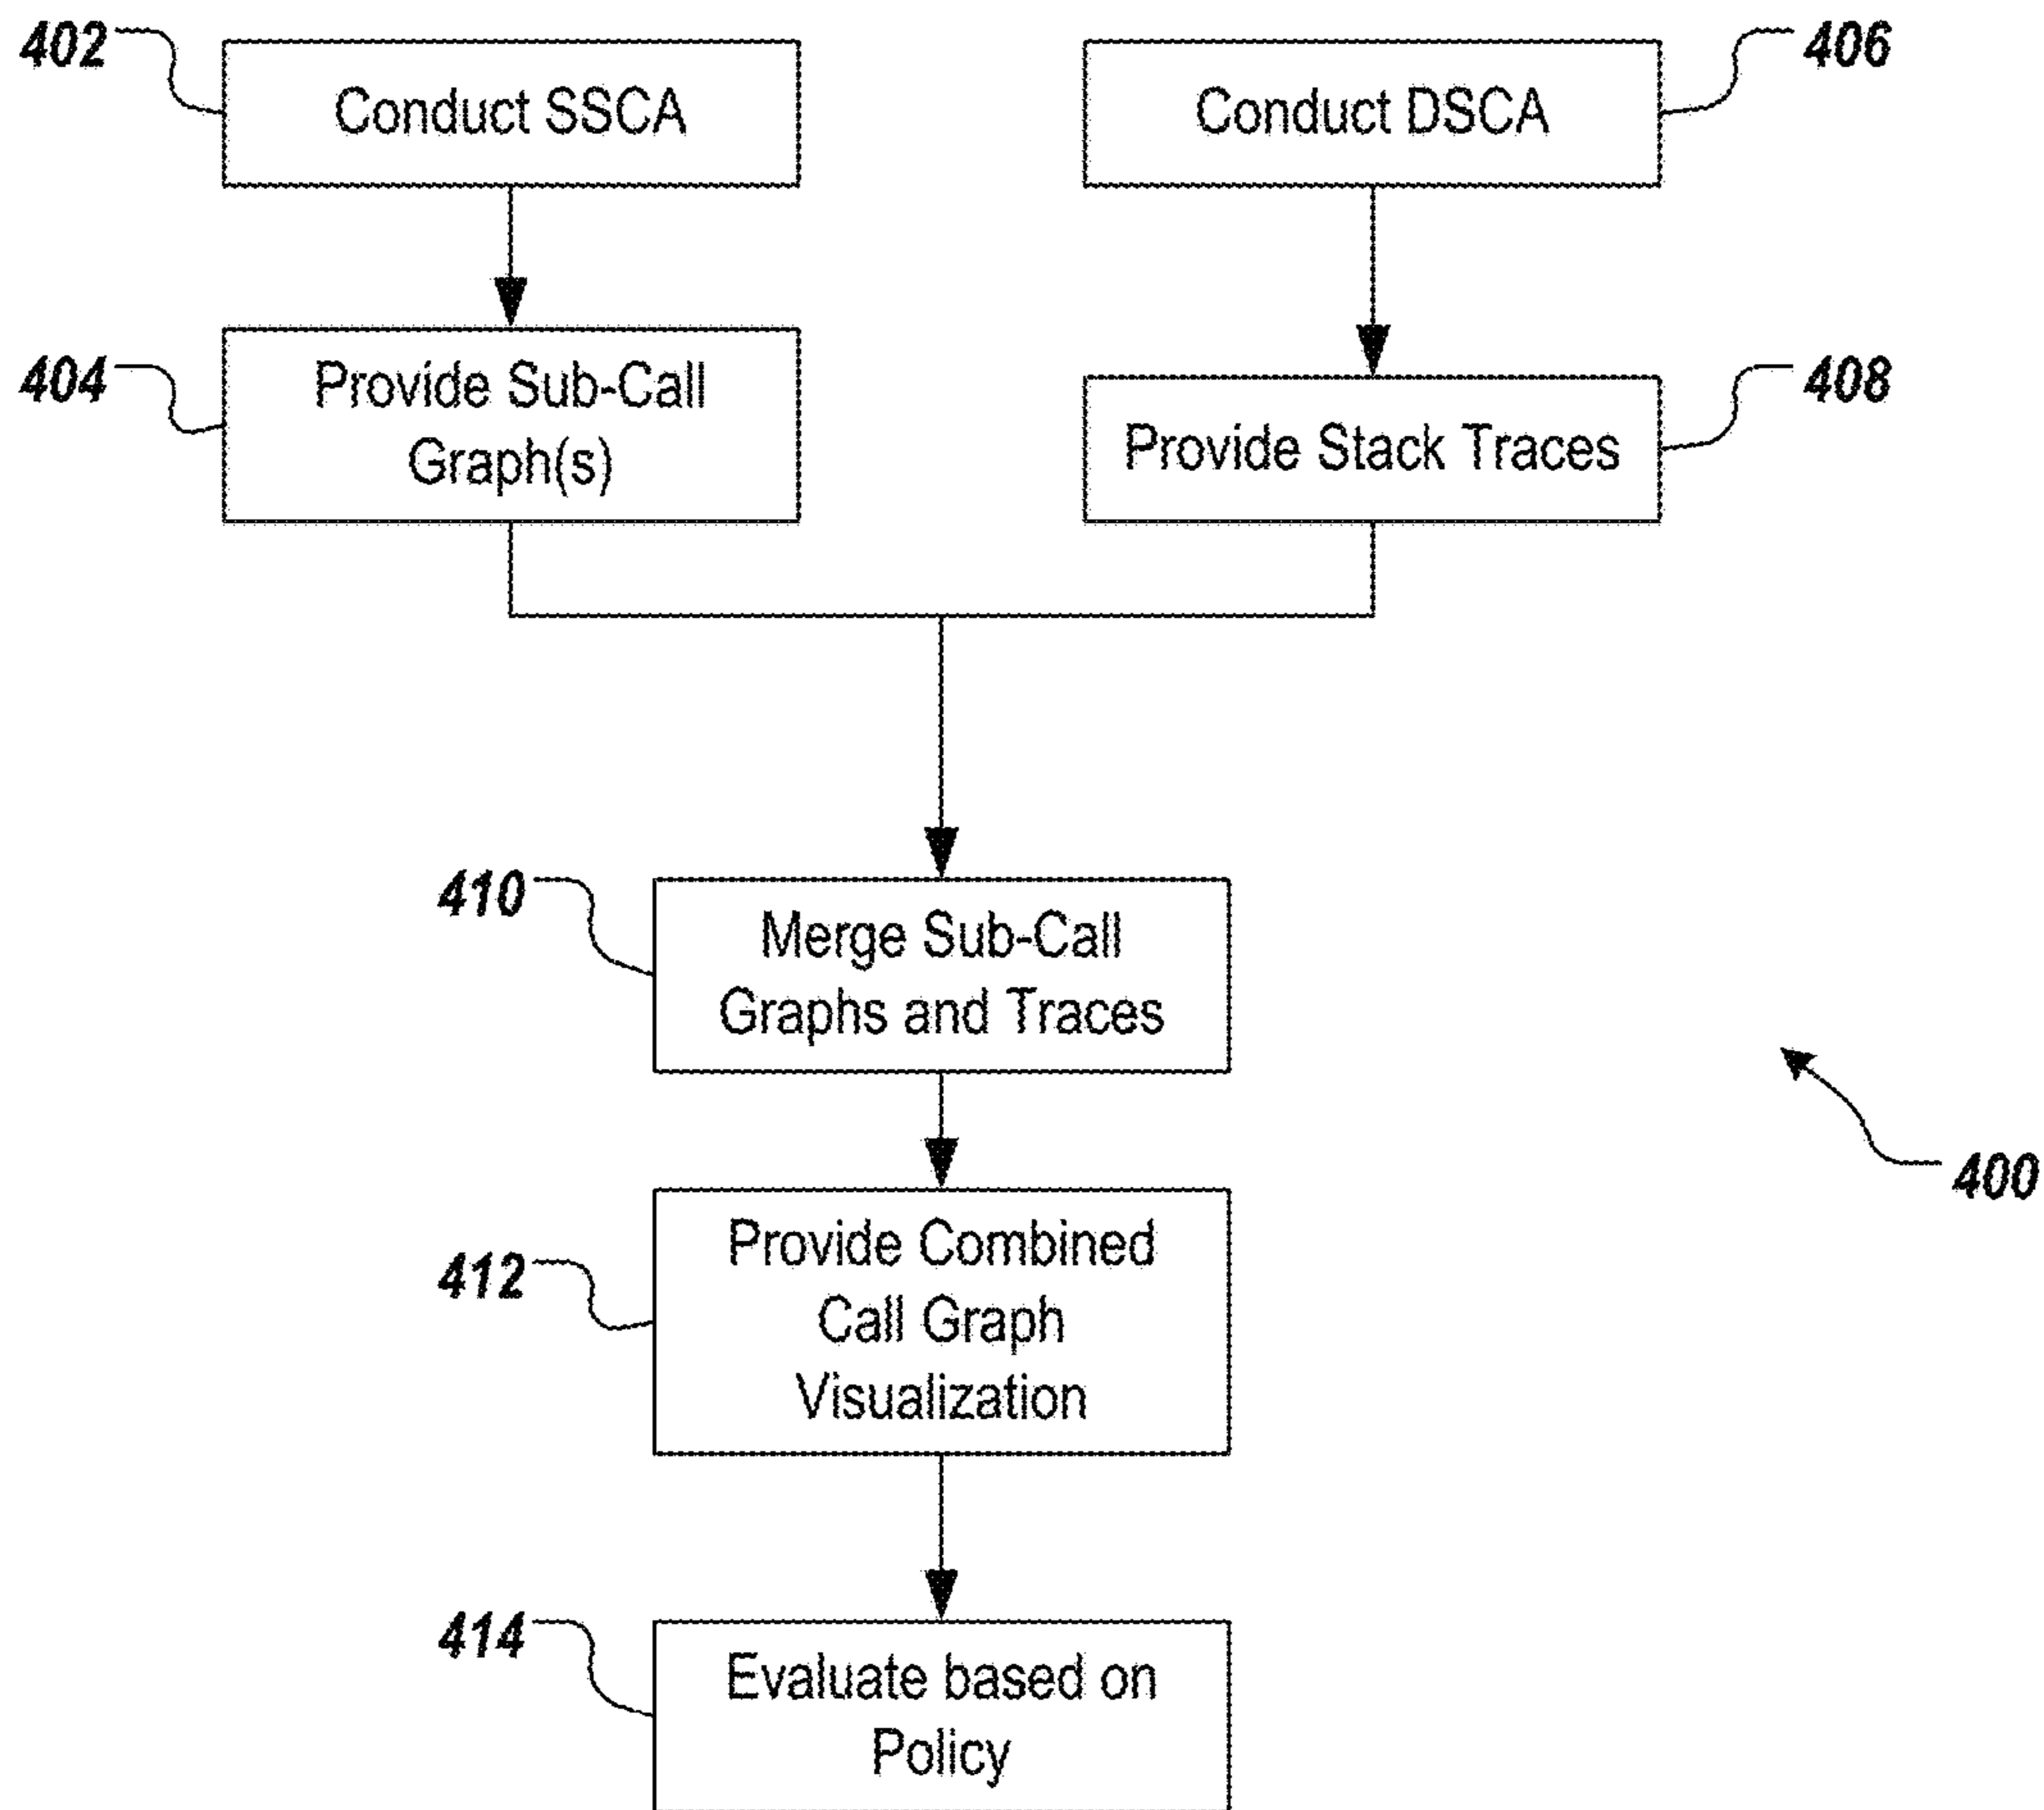 402
Conduct SSCA
406
Conduct DSCA
404
Provide Sub-Call
Graph(s)
408
Provide Stack Traces
410
Merge Sub-Call
Graphs and Traces
400
412
Provide Combined
Call Graph
Visualization
414
Evaluate based on
Policy